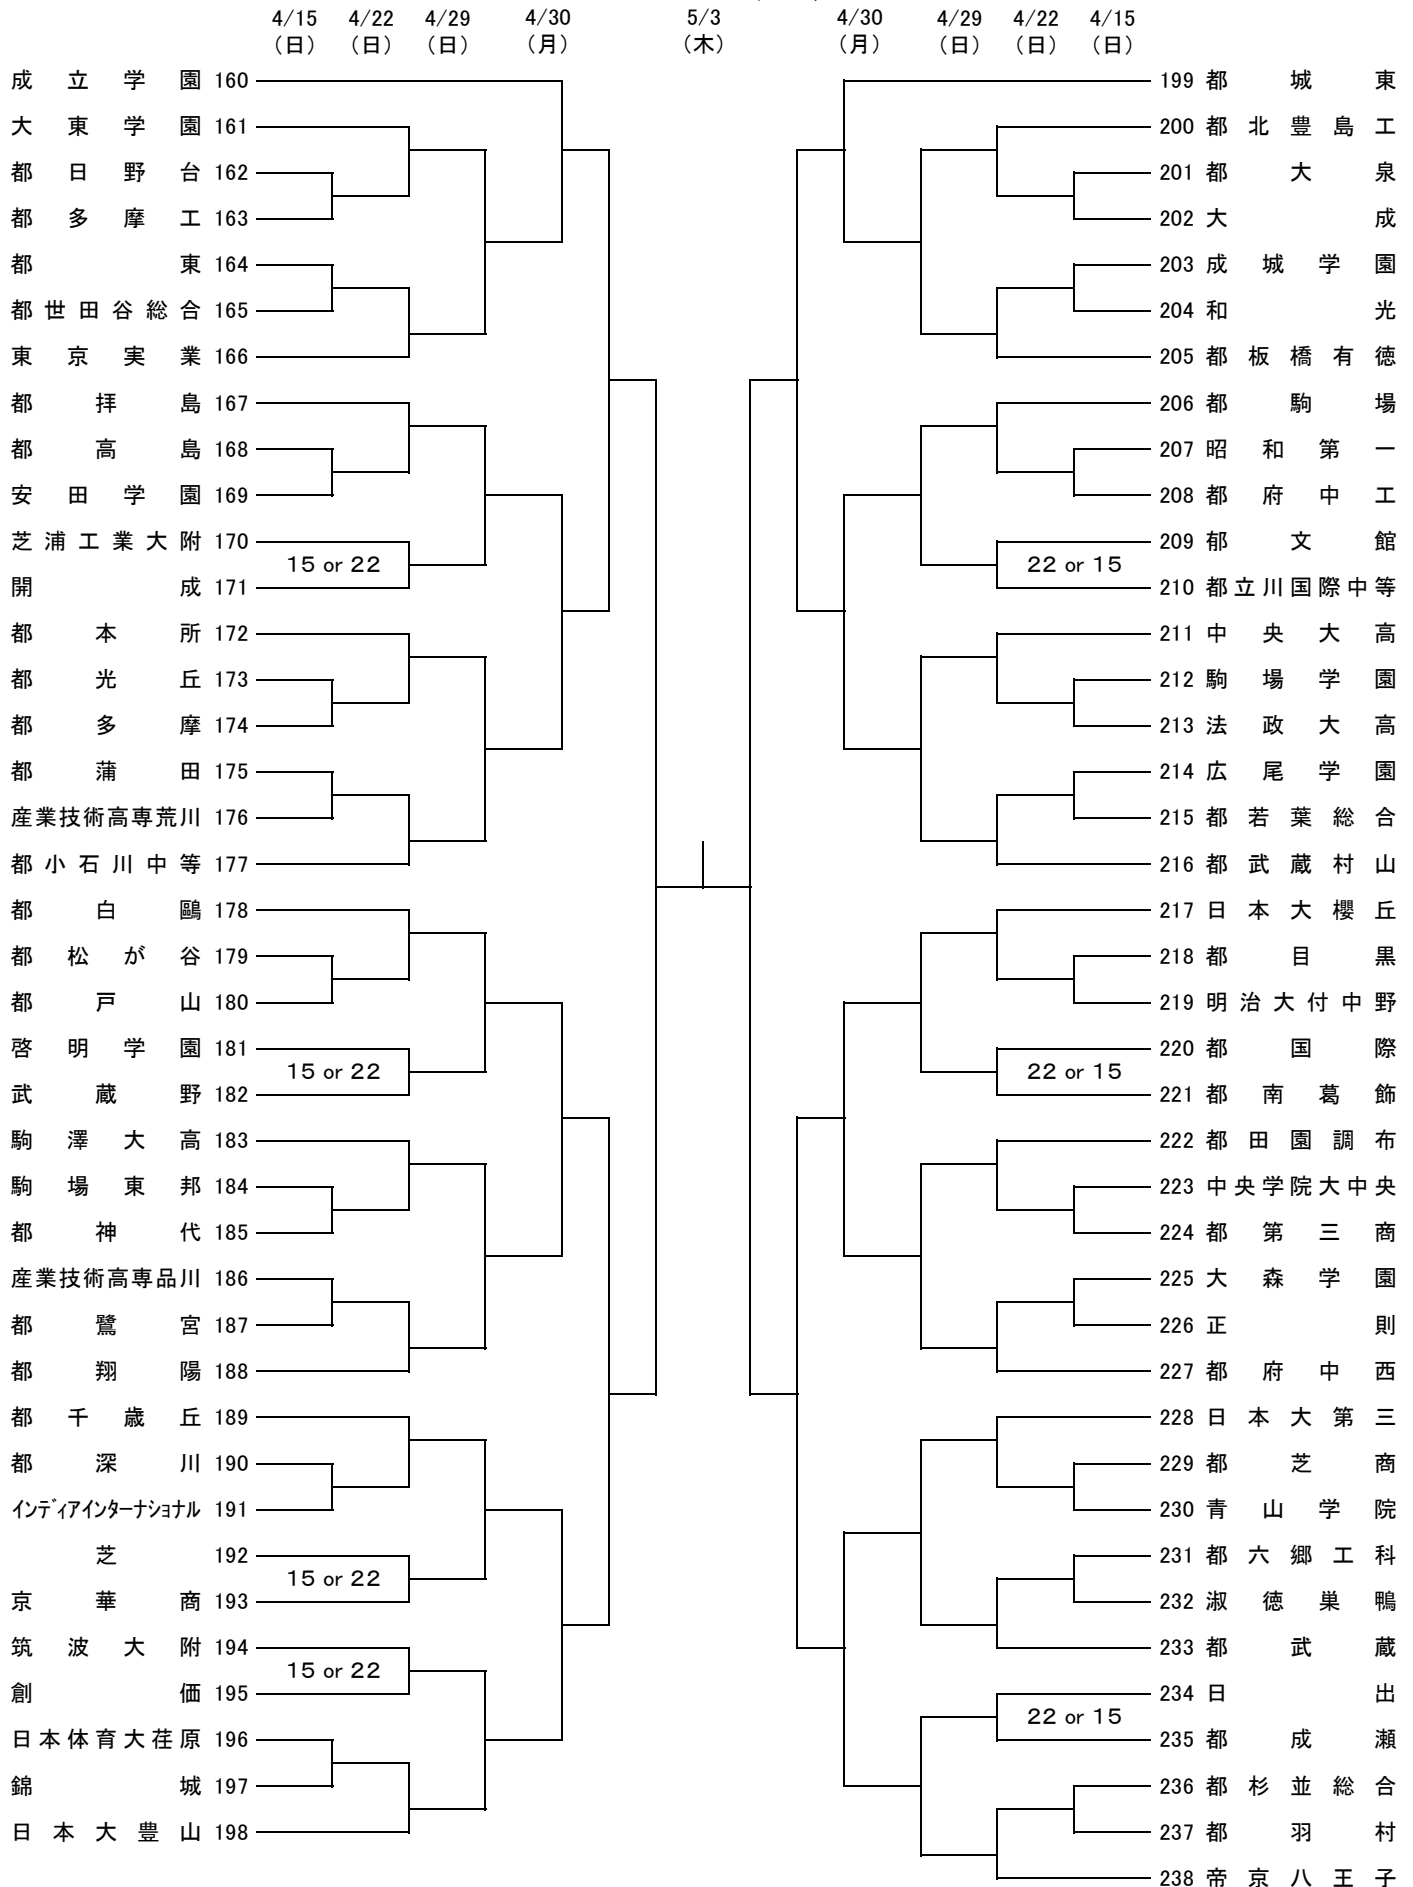 4/15 4/22 4/29 4/30 5/3 4/30 4/29 4/22 4/15
（日） （日） （日） （月） （木） （月） （日） （日） （日）
成立学園 160 199 都城東
大東学園 161 200 都北豊島工
都日野台 162 201 都大泉
都多摩工 163 202 大成
都東 164 203 成城学園
都世田谷総合 165 204 和光
東京実業 166 205 都板橋有徳
都拝島 167 206 都駒場
都高島 168 207 昭和第一
安田学園 169 208 都府中工
芝浦工業大附 170 209 郁文館
15 or 22 22 or 15
開成 171 210 都立川国際中等
都本所 172 211 中央大高
都光丘 173 212 駒場学園
都多摩 174 213 法政大高
都蒲田 175 214 広尾学園
産業技術高専荒川 176 215 都若葉総合
都小石川中等 177 216 都武蔵村山
都白鷗 178 217 日本大櫻丘
都松が谷 179 218 都目黒
都戸山 180 219 明治大付中野
啓明学園 181 220 都国際
15 or 22 22 or 15
武蔵野 182 221 都南葛飾
駒澤大高 183 222 都田園調布
駒場東邦 184 223 中央学院大中央
都神代 185 224 都第三商
産業技術高専品川 186 225 大森学園
都鷺宮 187 226 正則
都翔陽 188 227 都府中西
都千歳丘 189 228 日本大第三
都深川 190 229 都芝商
インディアインターナショナル 191 230 青山学院
芝 192 231 都六郷工科
15 or 22
京華商 193 232 淑徳巣鴨
筑波大附 194 233 都武蔵
15 or 22
創価 195 234 日出
22 or 15
日本体育大荏原 196 235 都成瀬
錦城 197 236 都杉並総合
日本大豊山 198 237 都羽村
238 帝京八王子